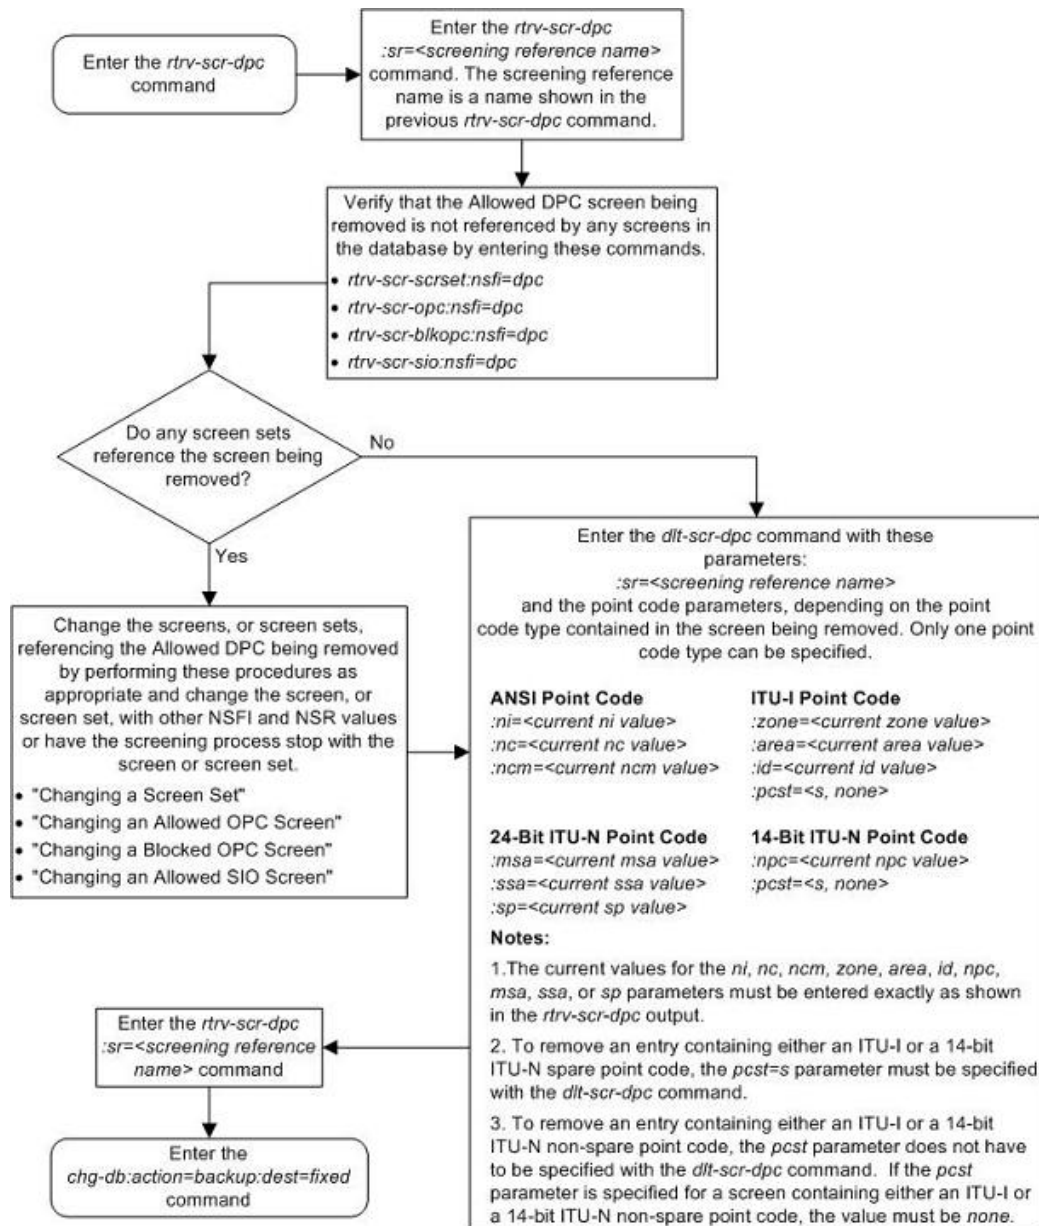 Enter the rtrv-scr-dpc
command
Enter the rtrv-scr-dpc
:sr=<screening reference name>
command. The screening reference
name is a name shown in the
previous rtrv-scr-dpc command.
Verify that the Allowed DPC screen being
removed is not referenced by any screens in
the database by entering these commands.
• rtrv-scr-scrset:nsfi=dpc
• rtrv-scr-opc:nsfi=dpc
• rtrv-scr-blkopc:nsfi=dpc
• rtrv-scr-sio:nsfi=dpc
Do any screen sets
reference the screen being
removed?
No
Yes
Change the screens, or screen sets,
referencing the Allowed DPC being removed
by performing these procedures as
appropriate and change the screen, or
screen set, with other NSFI and NSR values
or have the screening process stop with the
screen or screen set.
• "Changing a Screen Set"
• "Changing an Allowed OPC Screen"
• "Changing a Blocked OPC Screen"
• "Changing an Allowed SIO Screen"
Enter the dlt-scr-dpc command with these
parameters:
:sr=<screening reference name>
and the point code parameters, depending on the point
code type contained in the screen being removed. Only one point
code type can be specified.
ANSI Point Code
:ni=<current ni value>
:nc=<current nc value>
:ncm=<current ncm value>
ITU-I Point Code
:zone=<current zone value>
:area=<current area value>
:id=<current id value>
:pcst=<s, none>
24-Bit ITU-N Point Code
:msa=<current msa value>
:ssa=<current ssa value>
:sp=<current sp value>
14-Bit ITU-N Point Code
:npc=<current npc value>
:pcst=<s, none>
Notes:
1.The current values for the ni, nc, ncm, zone, area, id, npc,
msa, ssa, or sp parameters must be entered exactly as shown
in the rtrv-scr-dpc output.
2. To remove an entry containing either an ITU-I or a 14-bit
ITU-N spare point code, the pcst=s parameter must be specified
with the dlt-scr-dpc command.
3. To remove an entry containing either an ITU-I or a 14-bit
ITU-N non-spare point code, the pcst parameter does not have
to be specified with the dlt-scr-dpc command. If the pcst
parameter is specified for a screen containing either an ITU-I or
a 14-bit ITU-N non-spare point code, the value must be none.
Enter the rtrv-scr-dpc
:sr=<screening reference
name> command
Enter the
chg-db:action=backup:dest=fixed
command